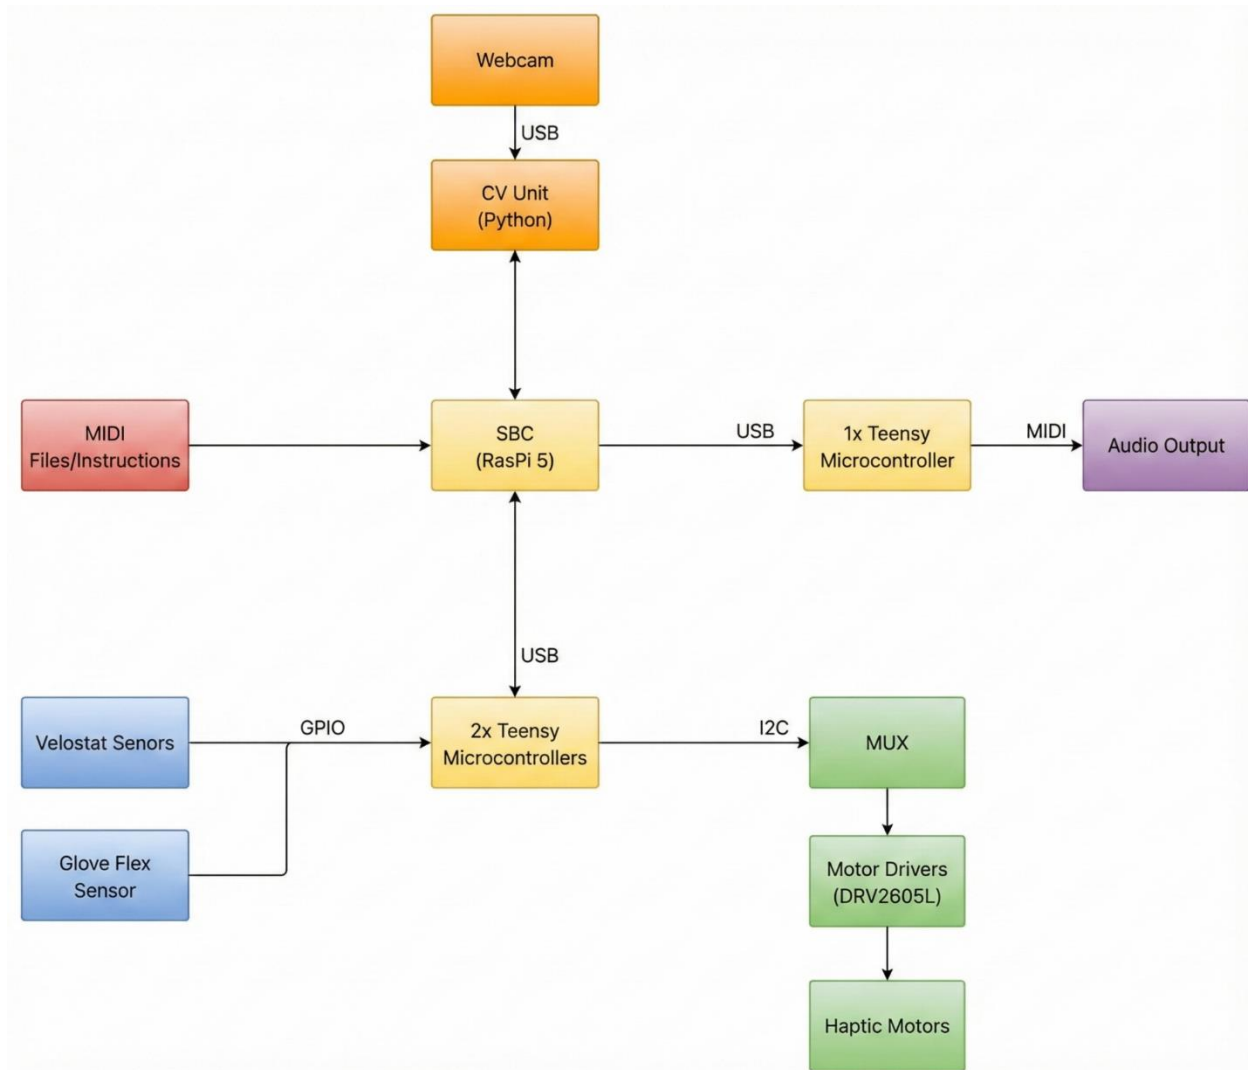 Webcam
USB
CV Unit
(Python)
MIDI
Files/Instructions
SBC
(RasPi 5)
USB
1x Teensy
Microcontroller
MIDI
Audio Output
USB
Velostat Senors
GPIO
2x Teensy
Microcontrollers
I2C
MUX
Glove Flex
Sensor
Motor Drivers
(DRV2605L)
Haptic Motors